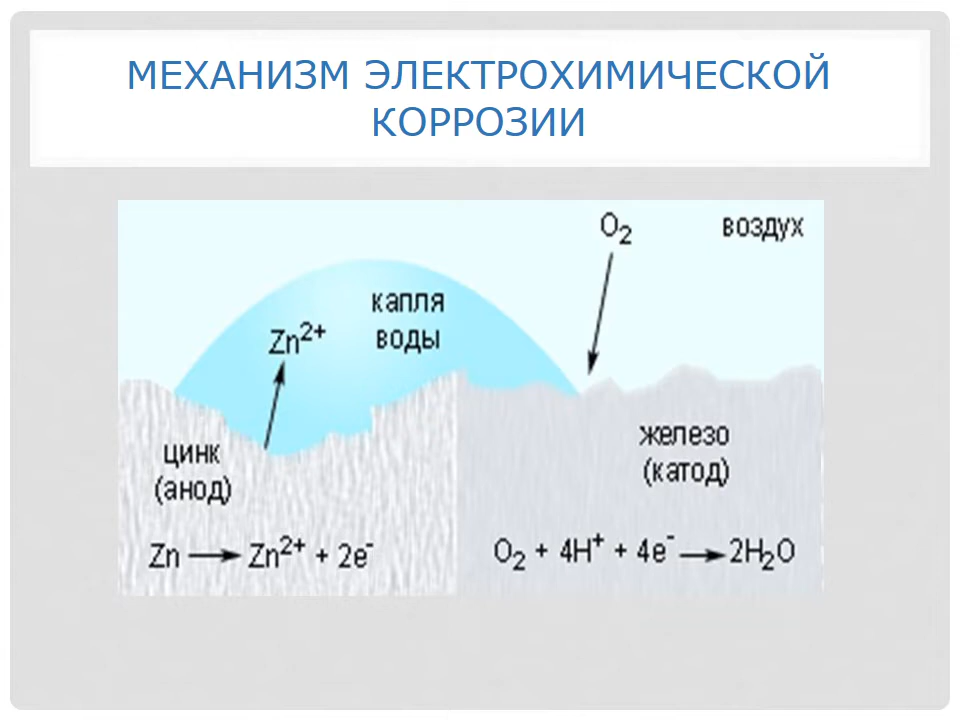 МЕХАНИЗМ ЭЛЕКТРОХИМИЧЕСКОЙ
КОРРОЗИИ
O₂
воздух
капля
воды
Zn²⁺
цинк
(анод)
железо
(катод)
Zn → Zn²⁺ + 2e⁻
O₂ + 4H⁺ + 4e⁻ → 2H₂O